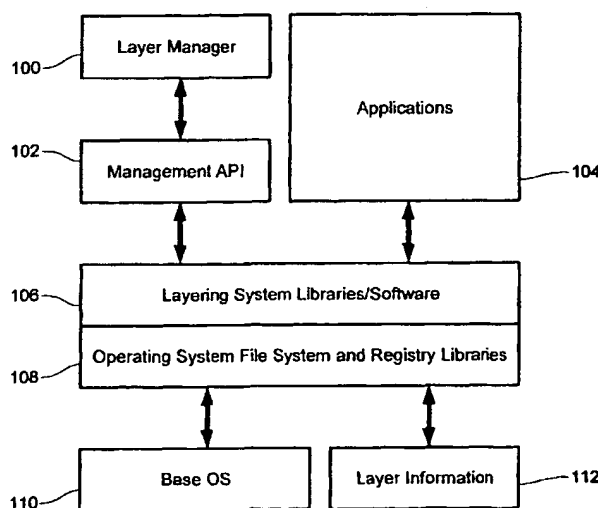 Layer Manager
100
Applications
102
Management API
104
106
Layering System Libraries/Software
Operating System File System and Registry Libraries
108
Base OS
Layer Information
110
112